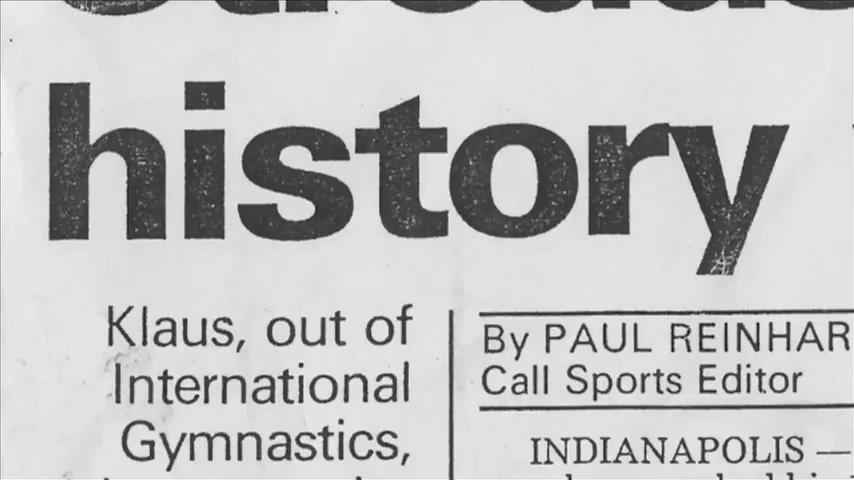 history
Klaus, out of
International
Gymnastics,
By PAUL REINHAR
Call Sports Editor
INDIANAPOLIS —